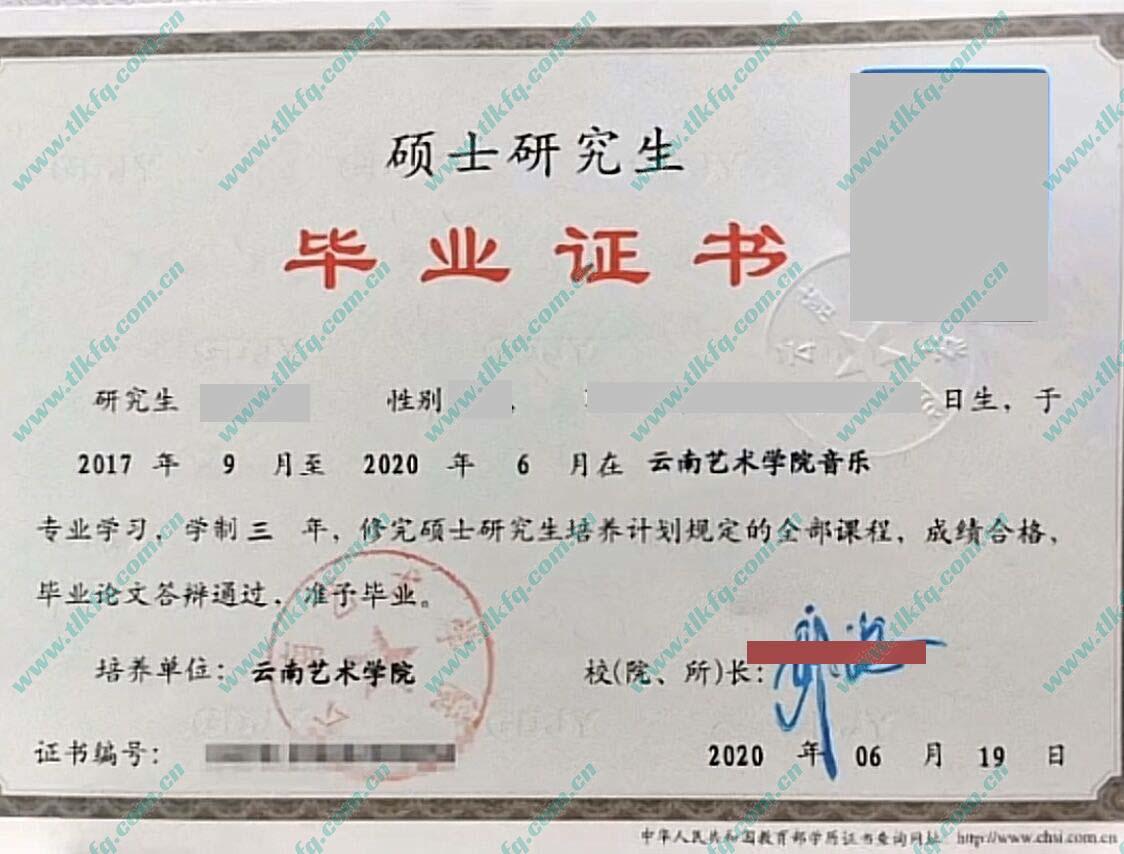 硕士研究生
毕业证书
研究生 性别 , 日生，于
2017 年 9 月至 2020 年 6 月在 云南艺术学院音乐
专业学习，学制 三 年，修完硕士研究生培养计划规定的全部课程，成绩合格，
毕业论文答辩通过，准予毕业。
培养单位：云南艺术学院 校(院、所)长：
证书编号： 2020 年 06 月 19 日
中华人民共和国教育部学历证书查询网址 http://www.chsi.com.cn
www.tlkfq.com.cn